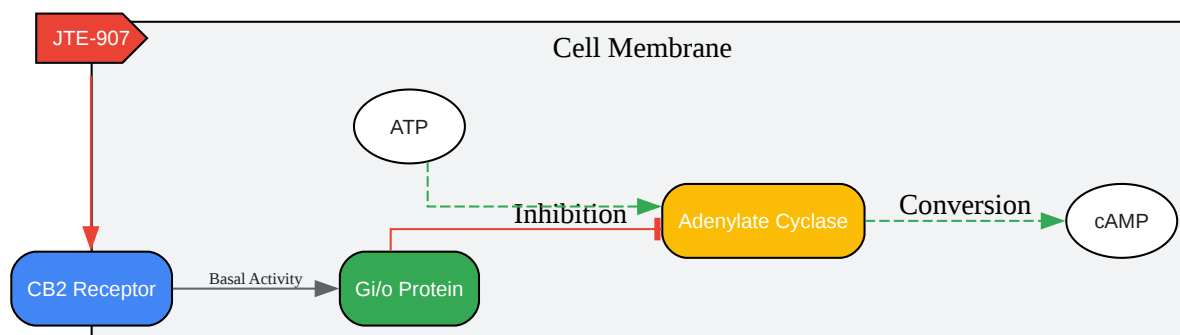 JTE-907
Cell Membrane
ATP
Inhibition
Adenylate Cyclase
Conversion
cAMP
CB2 Receptor
Basal Activity
Gi/o Protein